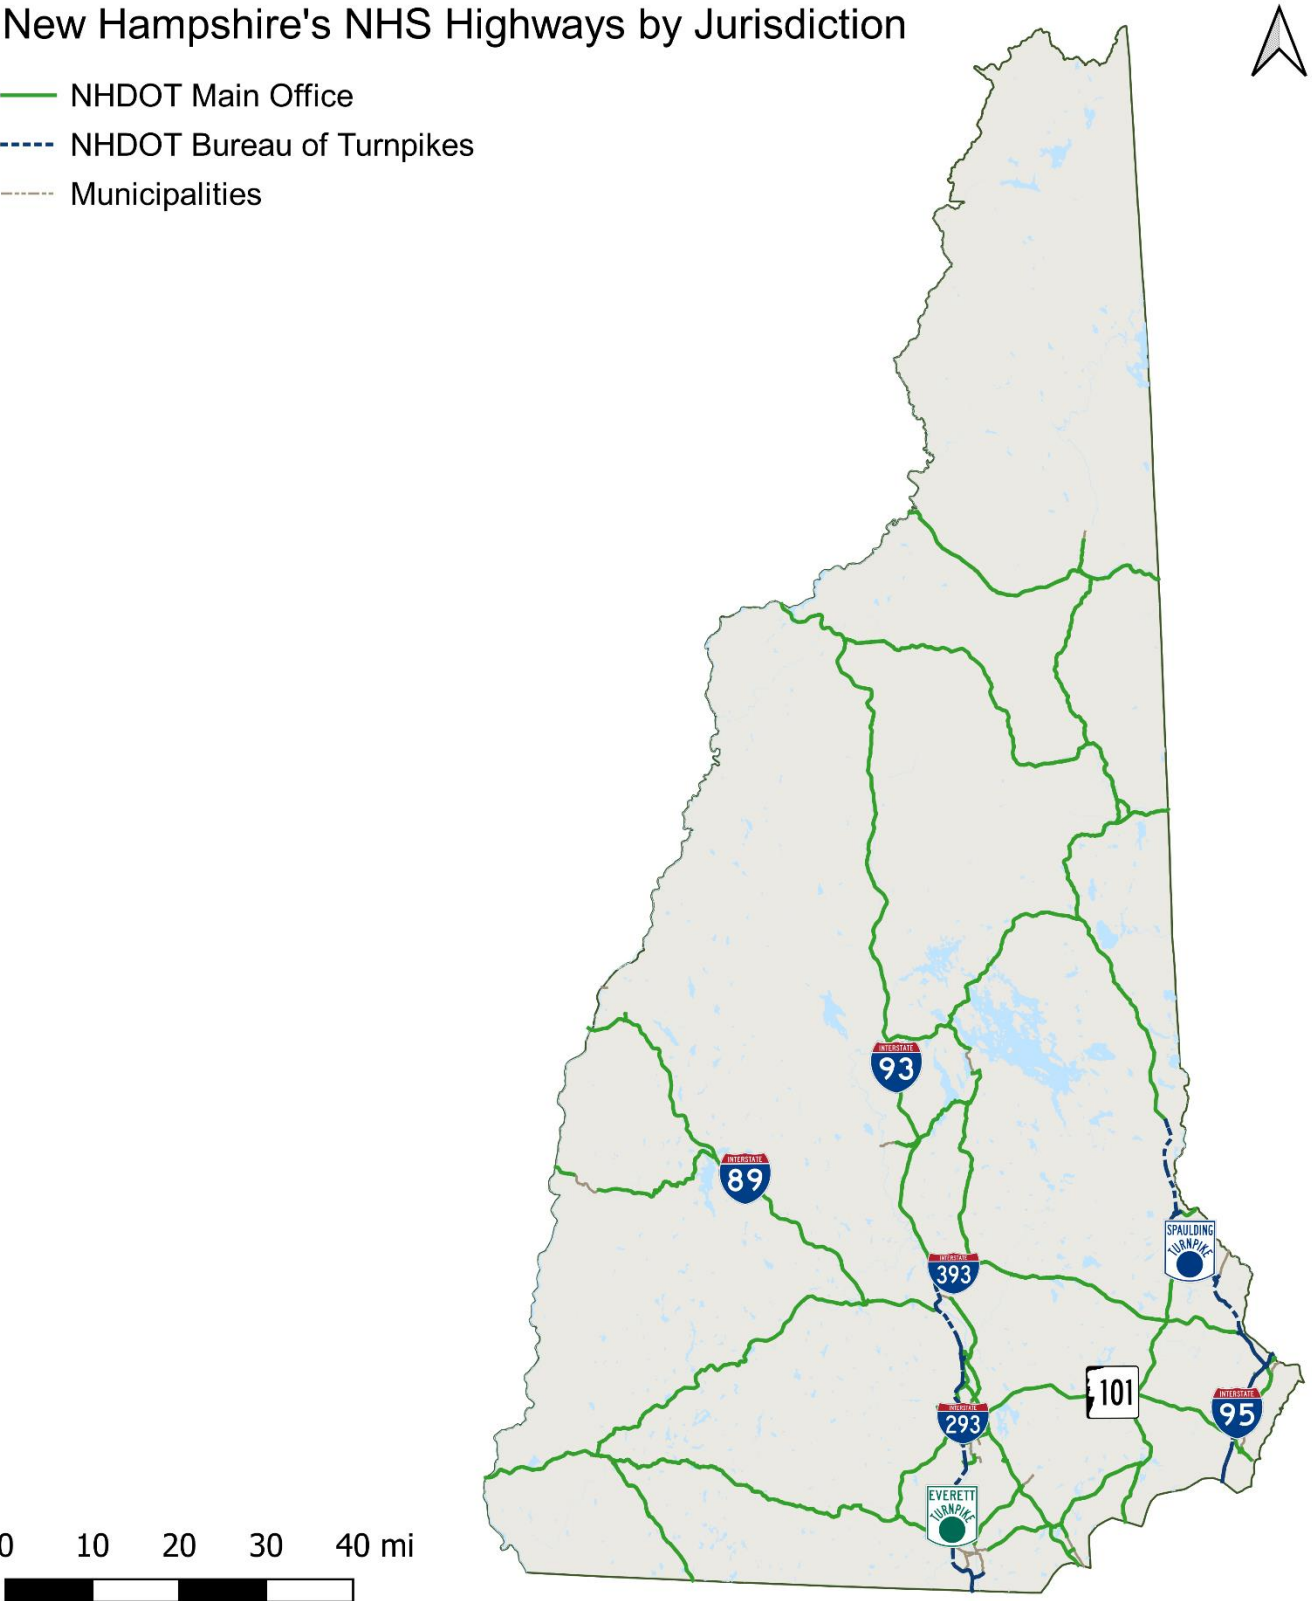 New Hampshire's NHS Highways by Jurisdiction
NHDOT Main Office
NHDOT Bureau of Turnpikes
Municipalities
INTERSTATE
93
INTERSTATE
89
SPAULDING
TURNPIKE
INTERSTATE
393
101
INTERSTATE
95
INTERSTATE
293
EVERETT
TURNPIKE
0 10 20 30 40 mi